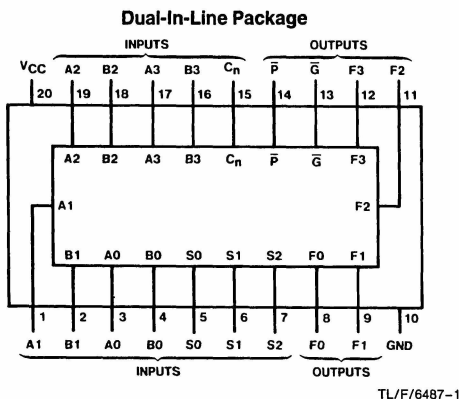 Dual-In-Line Package
INPUTS OUTPUTS
VCC A2 B2 A3 B3 Cn P̅ G̅ F3 F2
20 19 18 17 16 15 14 13 12 11
A2 B2 A3 B3 Cn P̅ G̅ F3
A1 F2
B1 A0 B0 S0 S1 S2 F0 F1
1 2 3 4 5 6 7 8 9 10
A1 B1 A0 B0 S0 S1 S2 F0 F1 GND
INPUTS OUTPUTS
TL/F/6487-1